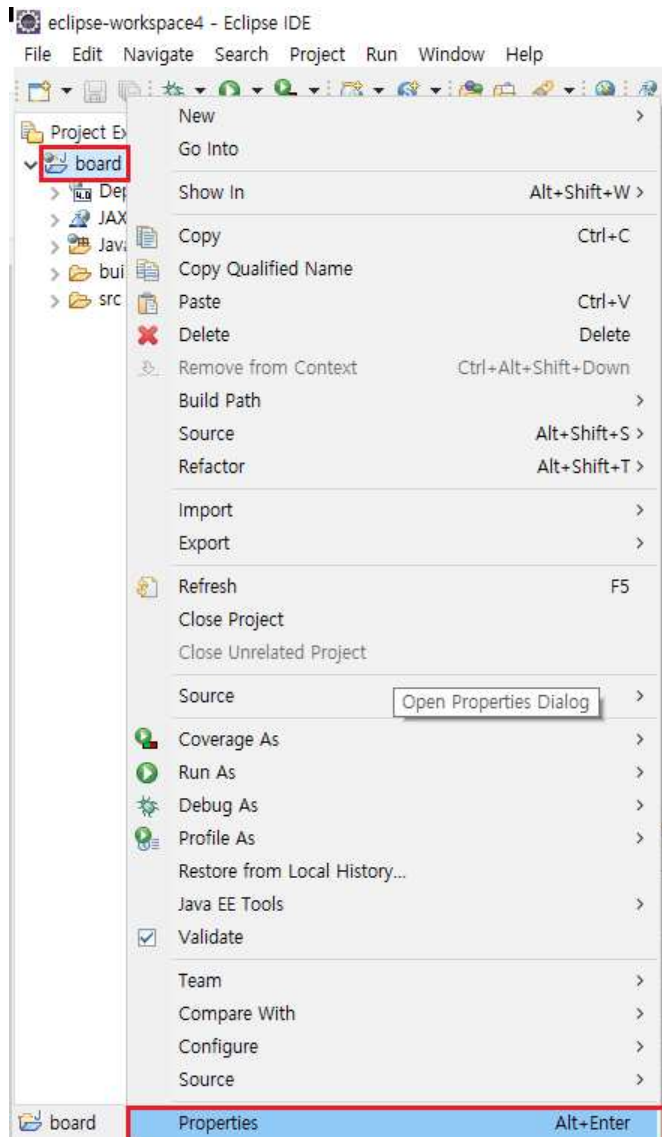 eclipse-workspace4 - Eclipse IDE
File Edit Navigate Search Project Run Window Help
Project Ex
board
New
Go Into
Show In Alt+Shift+W >
Copy Ctrl+C
Copy Qualified Name
Paste Ctrl+V
Delete Delete
Remove from Context Ctrl+Alt+Shift+Down
Build Path >
Source Alt+Shift+S >
Refactor Alt+Shift+T >
Import >
Export >
Refresh F5
Close Project
Close Unrelated Project
Source >
Open Properties Dialog
Coverage As >
Run As >
Debug As >
Profile As >
Restore from Local History...
Java EE Tools >
Validate
Team >
Compare With >
Configure >
Source >
Properties Alt+Enter
4.0 Dep
JAX
Java
bui
src
board